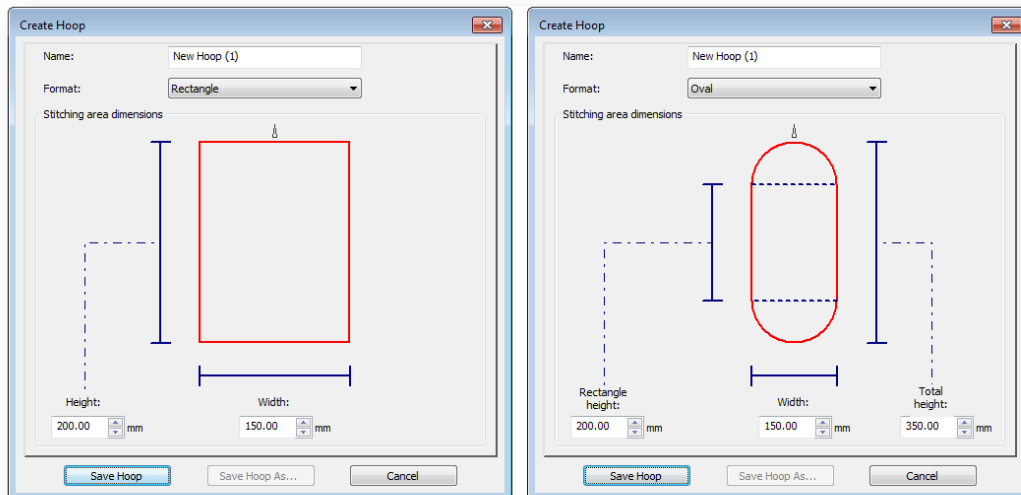 Create Hoop
Name:
New Hoop (1)
Format:
Rectangle
Stitching area dimensions
Height:
Width:
200.00
mm
150.00
mm
Save Hoop
Save Hoop As...
Cancel
Create Hoop
Name:
New Hoop (1)
Format:
Oval
Stitching area dimensions
Rectangle
height:
Width:
Total
height:
200.00
mm
150.00
mm
350.00
mm
Save Hoop
Save Hoop As...
Cancel